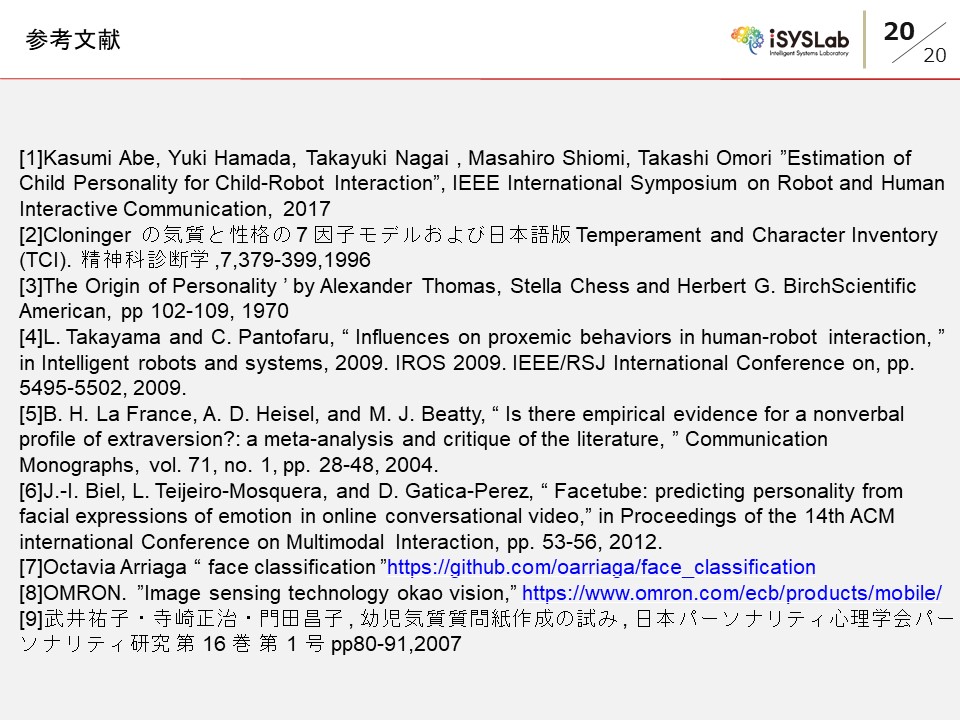 参考文献
iSYSLab
Intelligent Systems Laboratory
20
20
[1]Kasumi Abe, Yuki Hamada, Takayuki Nagai , Masahiro Shiomi, Takashi Omori ”Estimation of
Child Personality for Child-Robot Interaction”, IEEE International Symposium on Robot and Human
Interactive Communication, 2017
[2]Cloninger の気質と性格の 7 因子モデルおよび日本語版 Temperament and Character Inventory
(TCI). 精神科診断学 ,7,379-399,1996
[3]The Origin of Personality ’ by Alexander Thomas, Stella Chess and Herbert G. BirchScientific
American, pp 102-109, 1970
[4]L. Takayama and C. Pantofaru, “ Influences on proxemic behaviors in human-robot interaction, ”
in Intelligent robots and systems, 2009. IROS 2009. IEEE/RSJ International Conference on, pp.
5495-5502, 2009.
[5]B. H. La France, A. D. Heisel, and M. J. Beatty, “ Is there empirical evidence for a nonverbal
profile of extraversion?: a meta-analysis and critique of the literature, ” Communication
Monographs, vol. 71, no. 1, pp. 28-48, 2004.
[6]J.-I. Biel, L. Teijeiro-Mosquera, and D. Gatica-Perez, “ Facetube: predicting personality from
facial expressions of emotion in online conversational video,” in Proceedings of the 14th ACM
international Conference on Multimodal Interaction, pp. 53-56, 2012.
[7]Octavia Arriaga “ face classification ”https://github.com/oarriaga/face_classification
[8]OMRON. ”Image sensing technology okao vision,” https://www.omron.com/ecb/products/mobile/
[9]武井祐子・寺崎正治・門田昌子 , 幼児気質質問紙作成の試み , 日本パーソナリティ心理学会パー
ソナリティ研究 第 16 巻 第 1 号 pp80-91,2007